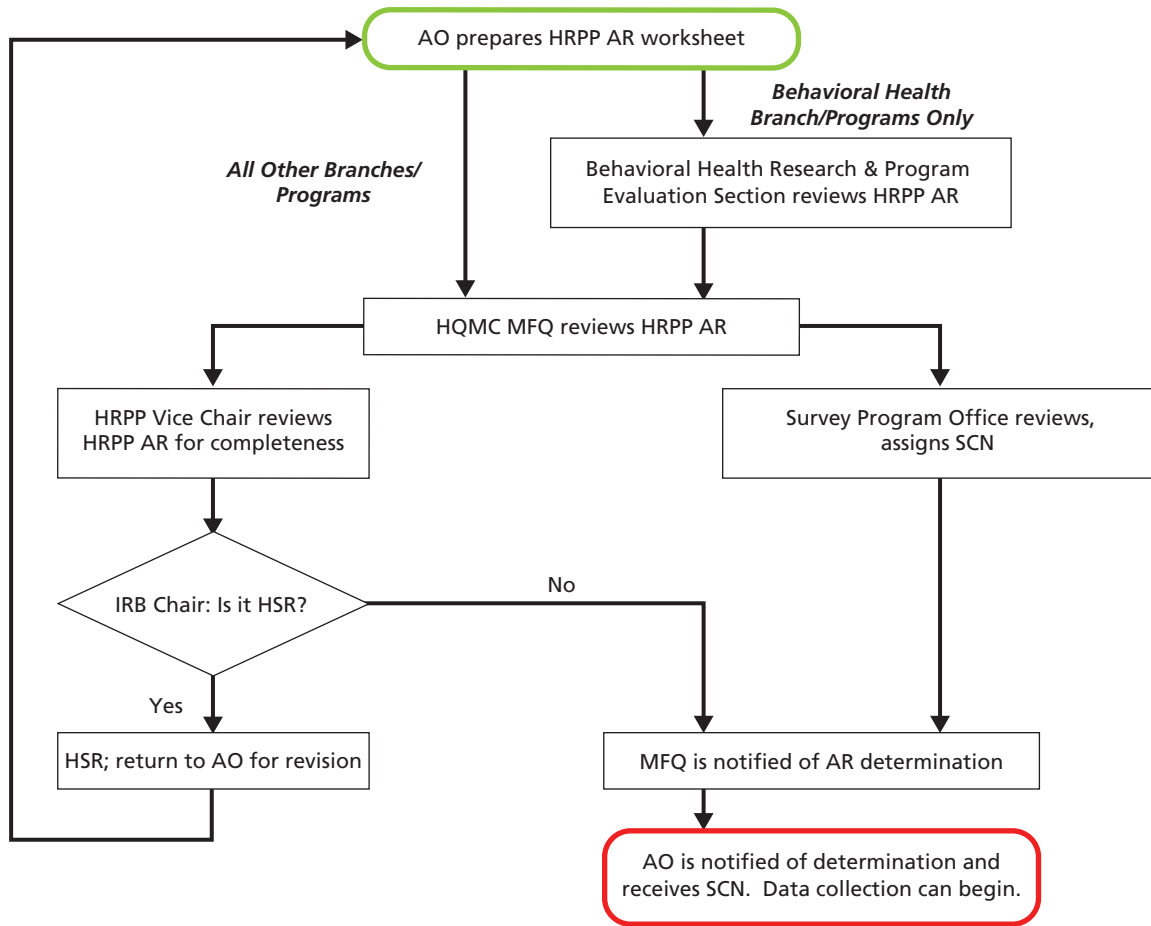 AO prepares HRPP AR worksheet
Behavioral Health
Branch/Programs Only
All Other Branches/
Programs
Behavioral Health Research & Program
Evaluation Section reviews HRPP AR
HQMC MFQ reviews HRPP AR
HRPP Vice Chair reviews
HRPP AR for completeness
Survey Program Office reviews,
assigns SCN
No
IRB Chair: Is it HSR?
Yes
HSR; return to AO for revision
MFQ is notified of AR determination
AO is notified of determination and
receives SCN.  Data collection can begin.